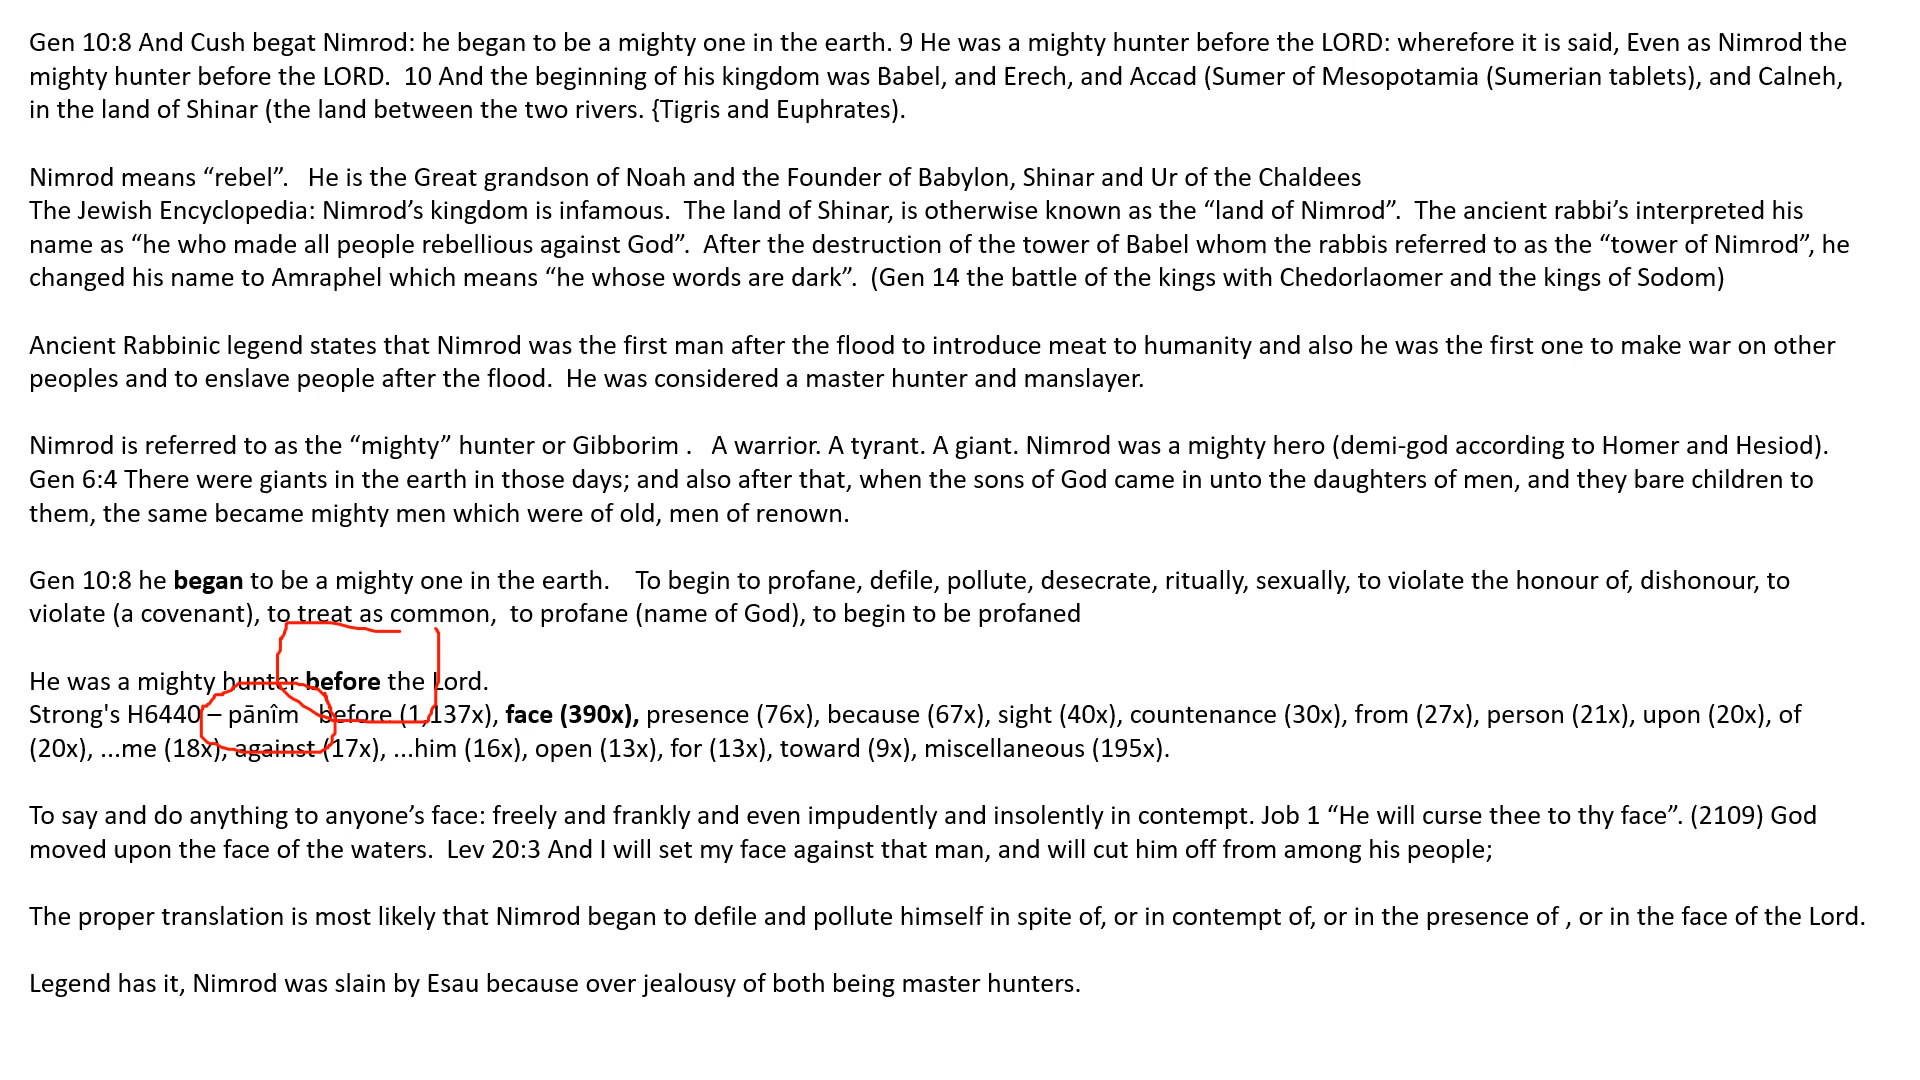 Gen 10:8 And Cush begat Nimrod: he began to be a mighty one in the earth. 9 He was a mighty hunter before the LORD: wherefore it is said, Even as Nimrod the
mighty hunter before the LORD.  10 And the beginning of his kingdom was Babel, and Erech, and Accad (Sumer of Mesopotamia (Sumerian tablets), and Calneh,
in the land of Shinar (the land between the two rivers. {Tigris and Euphrates).
Nimrod means “rebel”.   He is the Great grandson of Noah and the Founder of Babylon, Shinar and Ur of the Chaldees
The Jewish Encyclopedia: Nimrod’s kingdom is infamous.  The land of Shinar, is otherwise known as the “land of Nimrod”.  The ancient rabbi’s interpreted his
name as “he who made all people rebellious against God”.  After the destruction of the tower of Babel whom the rabbis referred to as the “tower of Nimrod”, he
changed his name to Amraphel which means “he whose words are dark”.  (Gen 14 the battle of the kings with Chedorlaomer and the kings of Sodom)
Ancient Rabbinic legend states that Nimrod was the first man after the flood to introduce meat to humanity and also he was the first one to make war on other
peoples and to enslave people after the flood.  He was considered a master hunter and manslayer.
Nimrod is referred to as the “mighty” hunter or Gibborim .   A warrior. A tyrant. A giant. Nimrod was a mighty hero (demi-god according to Homer and Hesiod).
Gen 6:4 There were giants in the earth in those days; and also after that, when the sons of God came in unto the daughters of men, and they bare children to
them, the same became mighty men which were of old, men of renown.
Gen 10:8 he began to be a mighty one in the earth.    To begin to profane, defile, pollute, desecrate, ritually, sexually, to violate the honour of, dishonour, to
violate (a covenant), to treat as common,  to profane (name of God), to begin to be profaned
He was a mighty hunter before the Lord.
Strong's H6440 – pānîm   before (1,137x), face (390x), presence (76x), because (67x), sight (40x), countenance (30x), from (27x), person (21x), upon (20x), of
(20x), ...me (18x), against (17x), ...him (16x), open (13x), for (13x), toward (9x), miscellaneous (195x).
To say and do anything to anyone’s face: freely and frankly and even impudently and insolently in contempt. Job 1 “He will curse thee to thy face”. (2109) God
moved upon the face of the waters.  Lev 20:3 And I will set my face against that man, and will cut him off from among his people;
The proper translation is most likely that Nimrod began to defile and pollute himself in spite of, or in contempt of, or in the presence of , or in the face of the Lord.
Legend has it, Nimrod was slain by Esau because over jealousy of both being master hunters.